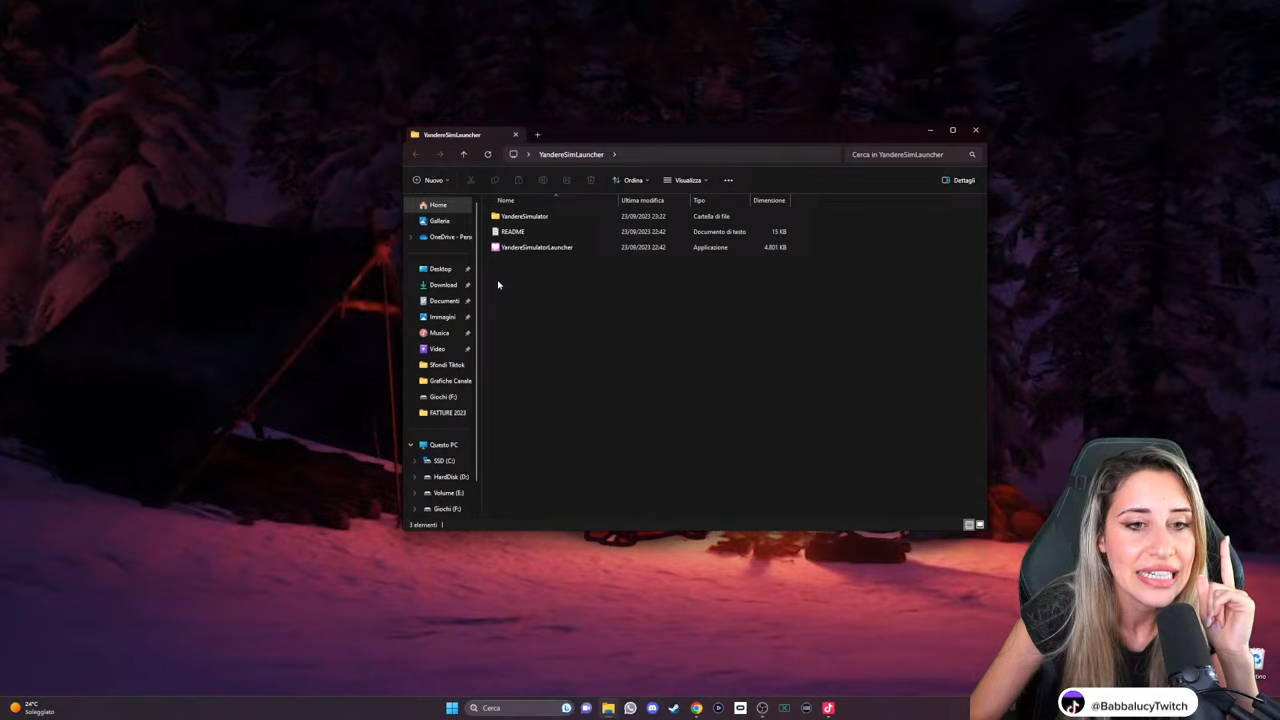 YandereSimLauncher
YandereSimLauncher
Cerca in YandereSimLauncher
Nuovo
Ordina
Visualizza
Dettagli
Nome
Ultima modifica
Tipo
Dimensione
YandereSimulator
23/09/2023 23:22
Cartella di file
README
23/09/2023 22:42
Documento di testo
15 KB
YandereSimulatorLauncher
23/09/2023 22:42
Applicazione
4.801 KB
Home
Galleria
OneDrive - Pers
Desktop
Download
Documenti
Immagini
Musica
Video
Sfondi Tiktok
Grafiche Canale
Giochi (F:)
FATTURE 2023
Questo PC
SSD (C:)
HardDisk (D:)
Volume (E:)
Giochi (F:)
3 elementi
24°C
Soleggiato
Cerca
@BabbalucyTwitch